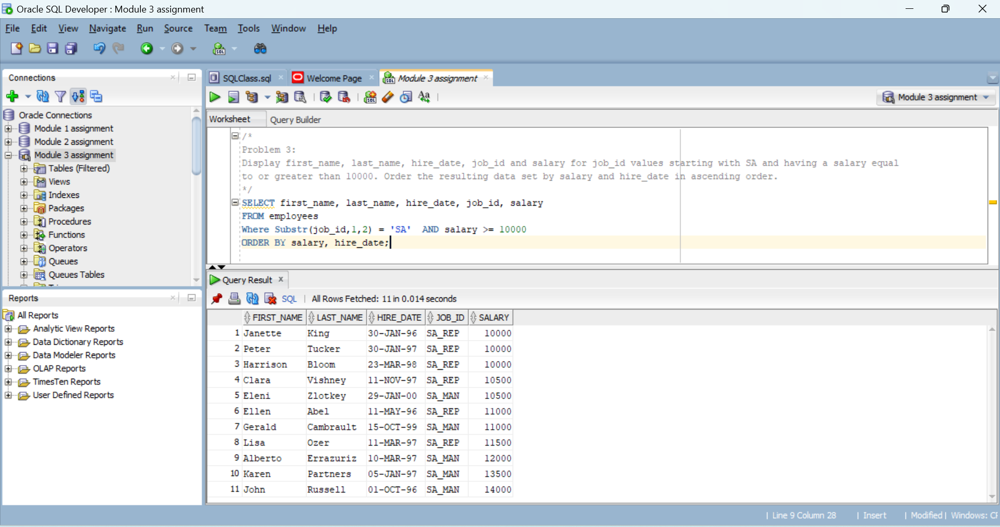 Oracle SQL Developer : Module 3 assignment
File Edit View Navigate Run Source Team Tools Window Help
Connections
Oracle Connections
Module 1 assignment
Module 2 assignment
Module 3 assignment
Tables (Filtered)
Views
Indexes
Packages
Procedures
Functions
Operators
Queues
Queues Tables
Reports
All Reports
Analytic View Reports
Data Dictionary Reports
Data Modeler Reports
OLAP Reports
TimesTen Reports
User Defined Reports
SQLClass.sql Welcome Page Module 3 assignment
Module 3 assignment
Worksheet Query Builder
/*
Problem 3:
Display first_name, last_name, hire_date, job_id and salary for job_id values starting with SA and having a salary equal
to or greater than 10000. Order the resulting data set by salary and hire_date in ascending order.
*/
SELECT first_name, last_name, hire_date, job_id, salary
FROM employees
Where Substr(job_id,1,2) = 'SA'  AND salary >= 10000
ORDER BY salary, hire_date;
Query Result
SQL | All Rows Fetched: 11 in 0.014 seconds
FIRST_NAME LAST_NAME HIRE_DATE JOB_ID SALARY
1 Janette King 30-JAN-96 SA_REP 10000
2 Peter Tucker 30-JAN-97 SA_REP 10000
3 Harrison Bloom 23-MAR-98 SA_REP 10000
4 Clara Vishney 11-NOV-97 SA_REP 10500
5 Eleni Zlotkey 29-JAN-00 SA_MAN 10500
6 Ellen Abel 11-MAY-96 SA_REP 11000
7 Gerald Cambrault 15-OCT-99 SA_MAN 11000
8 Lisa Ozer 11-MAR-97 SA_REP 11500
9 Alberto Errazuriz 10-MAR-97 SA_MAN 12000
10 Karen Partners 05-JAN-97 SA_MAN 13500
11 John Russell 01-OCT-96 SA_MAN 14000
| Line 9 Column 28 | Insert | Modified | Windows: